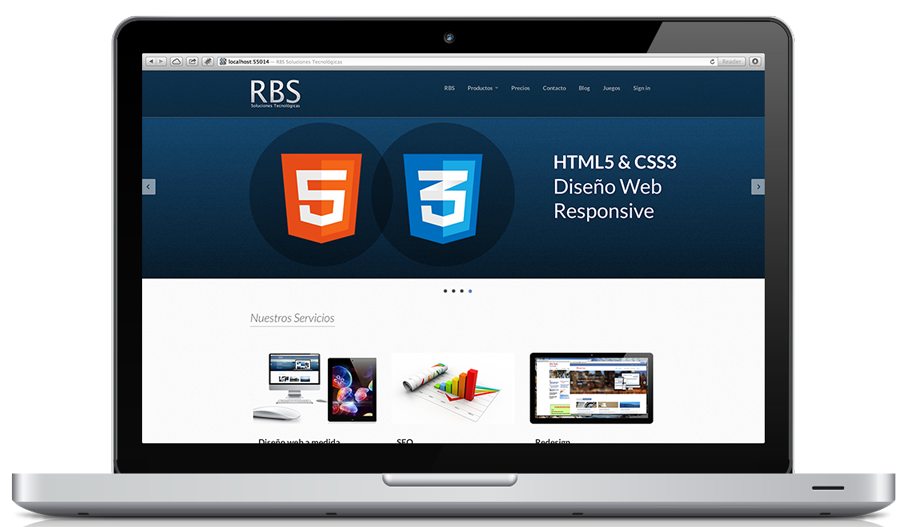 localhost:55014 — RBS Soluciones Tecnológicas
Reader
RBS
Soluciones Tecnológicas
RBS Productos Precios Contacto Blog Juegos Sign in
5 3
HTML5 & CSS3
Diseño Web
Responsive
Nuestros Servicios
Diseño web a medida SEO Redesign